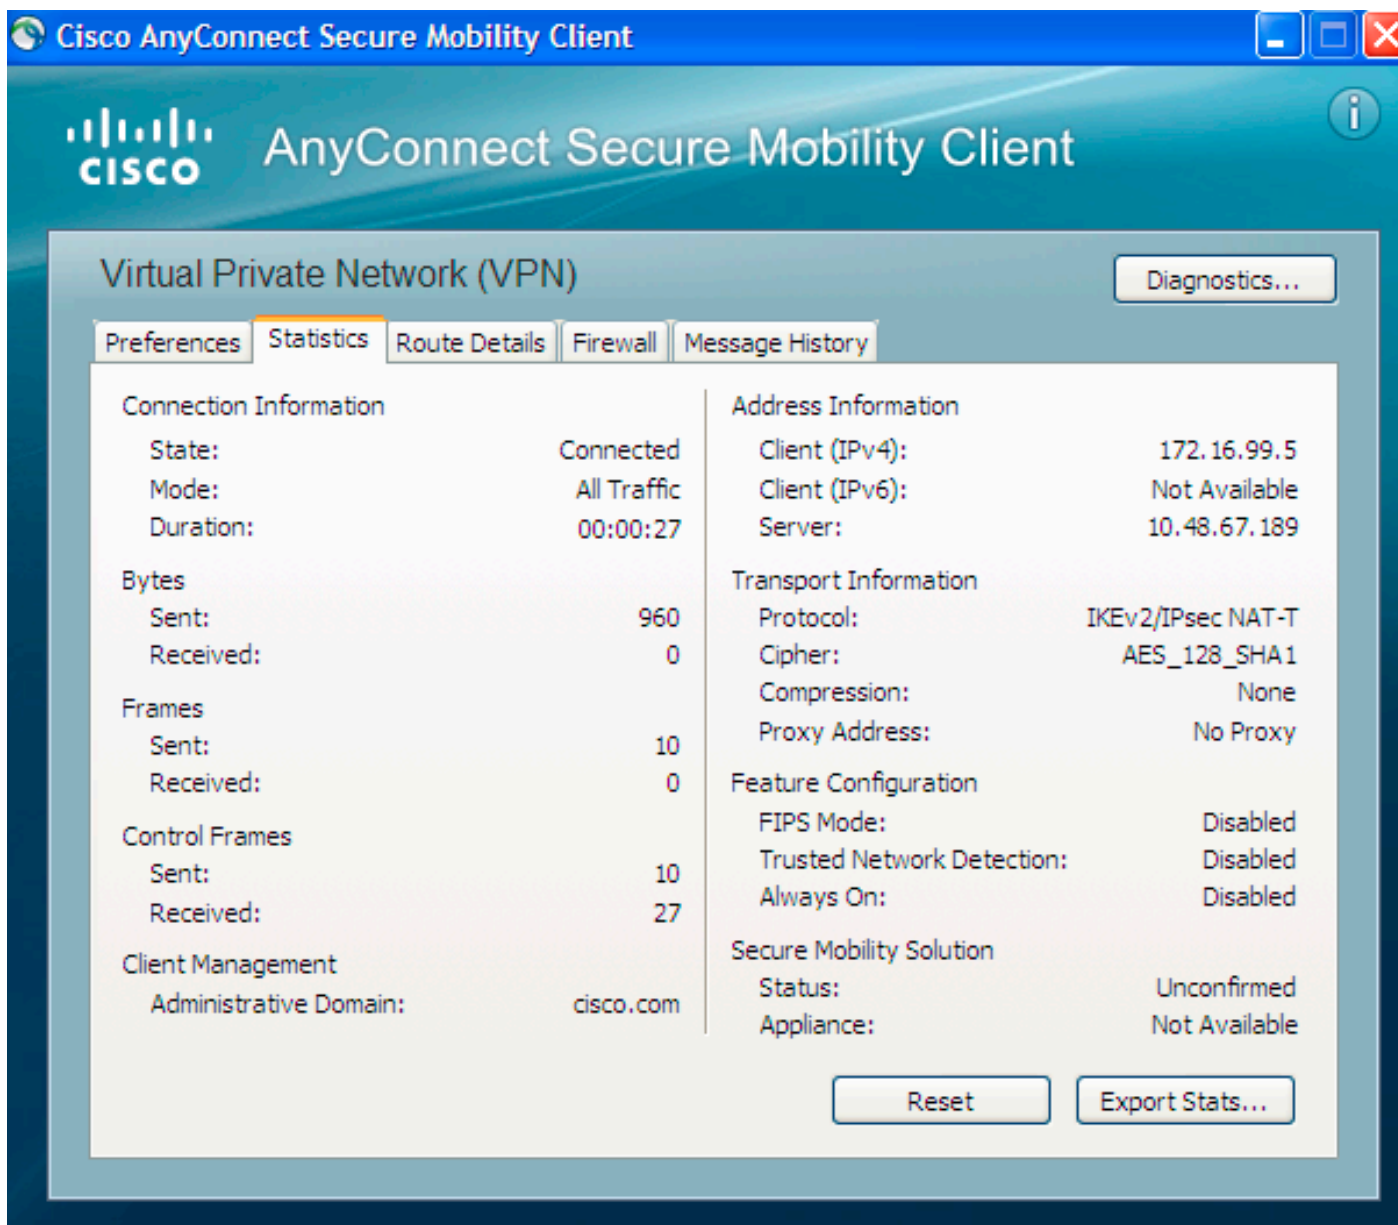 Cisco AnyConnect Secure Mobility Client
CISCO
AnyConnect Secure Mobility Client
i
Virtual Private Network (VPN)
Diagnostics...
Preferences
Statistics
Route Details
Firewall
Message History
Connection Information
State: Connected
Mode: All Traffic
Duration: 00:00:27
Bytes
Sent: 960
Received: 0
Frames
Sent: 10
Received: 0
Control Frames
Sent: 10
Received: 27
Client Management
Administrative Domain: cisco.com
Address Information
Client (IPv4): 172.16.99.5
Client (IPv6): Not Available
Server: 10.48.67.189
Transport Information
Protocol: IKEv2/IPsec NAT-T
Cipher: AES_128_SHA1
Compression: None
Proxy Address: No Proxy
Feature Configuration
FIPS Mode: Disabled
Trusted Network Detection: Disabled
Always On: Disabled
Secure Mobility Solution
Status: Unconfirmed
Appliance: Not Available
Reset
Export Stats...